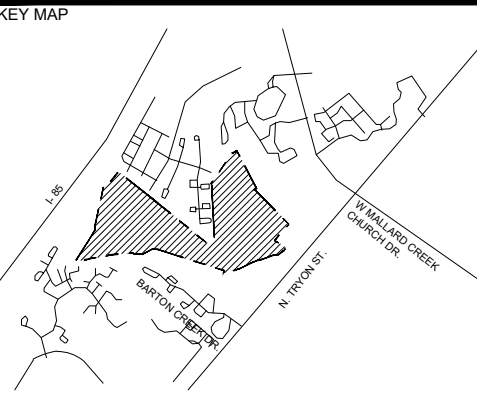 KEY MAP
I- 85
W MALLARD CREEK
CHURCH DR.
N. TRYON ST.
BARTON CREEK DR.